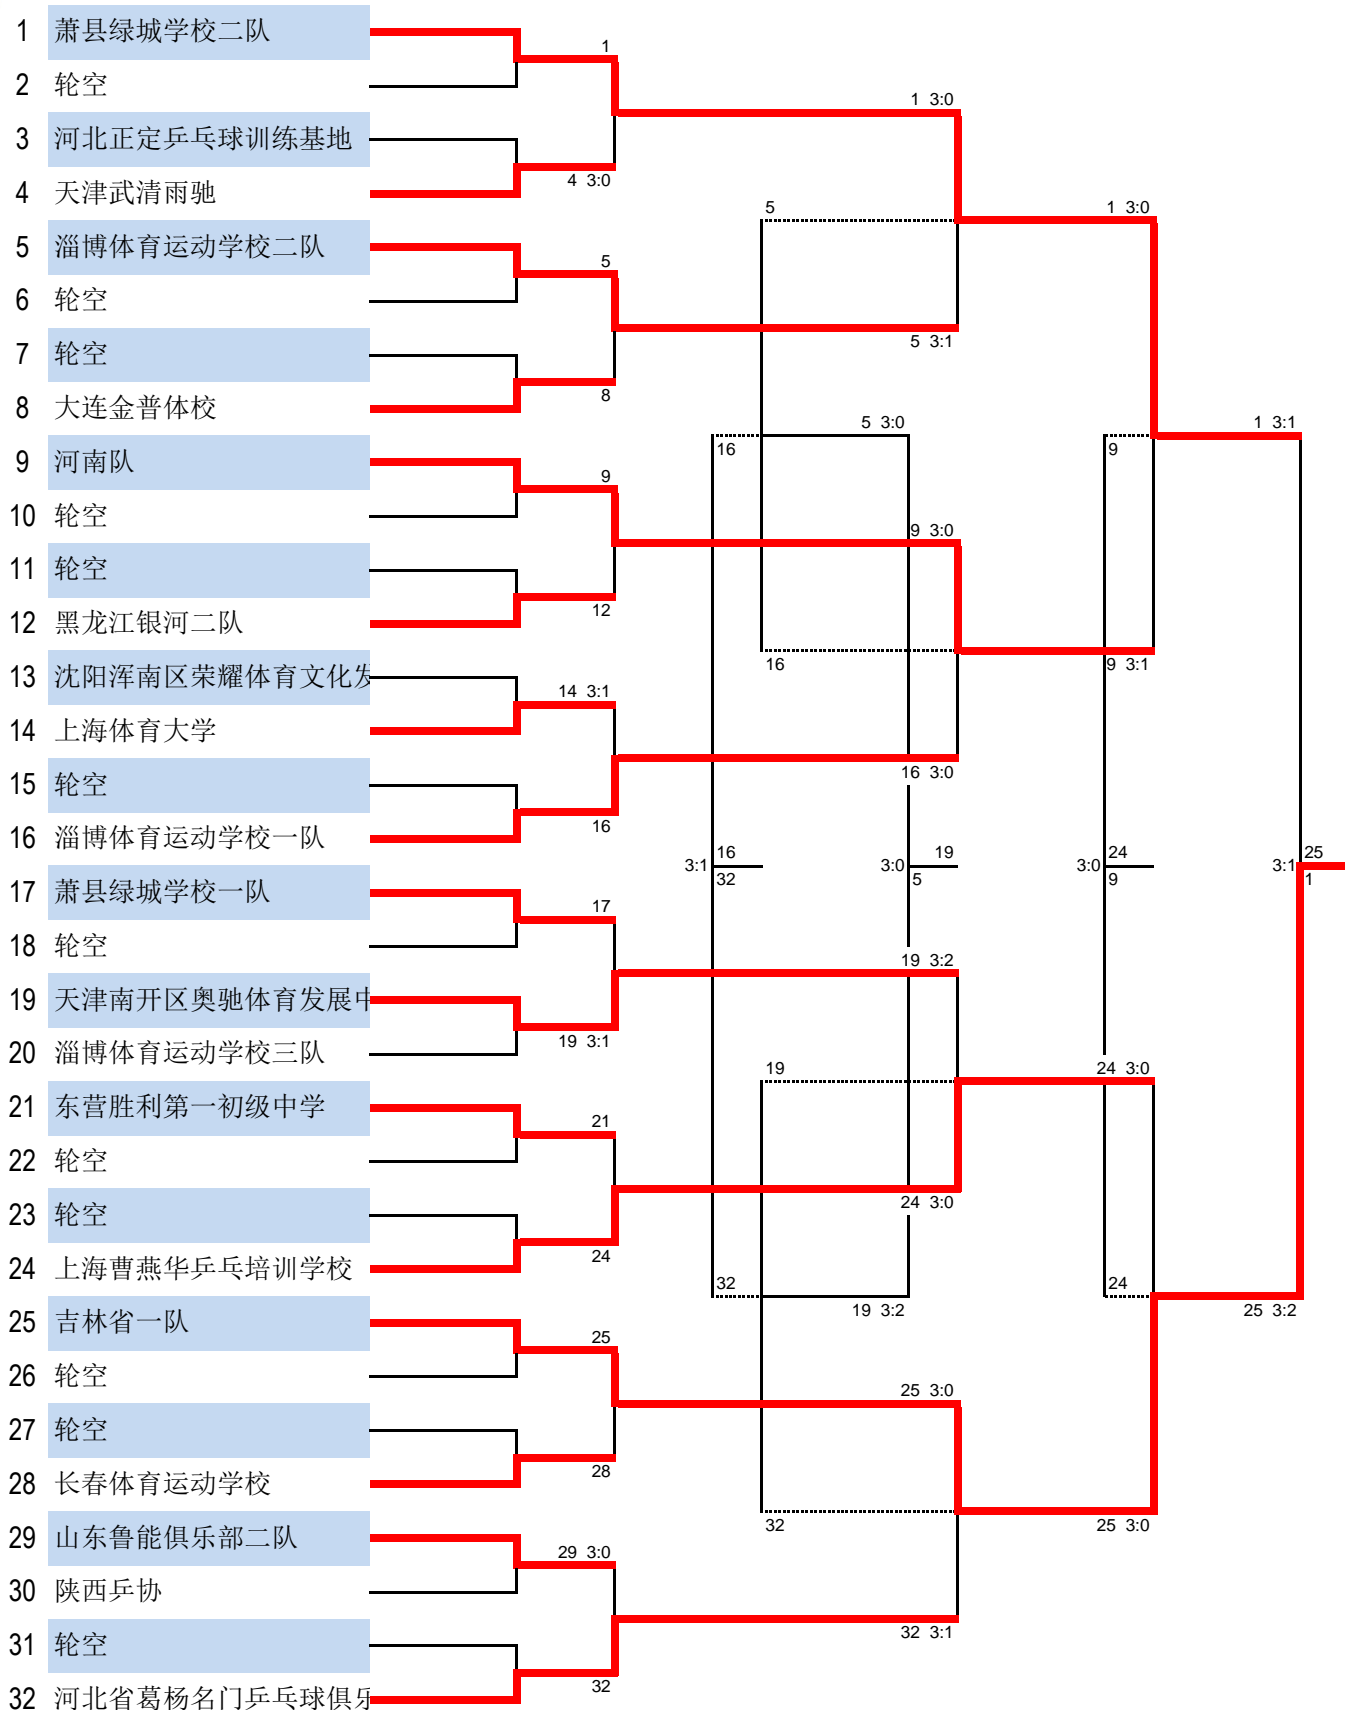 1 萧县绿城学校二队
1
2 轮空
1 3:0
3 河北正定乒乓球训练基地
4 3:0
4 天津武清雨驰
5
1 3:0
5 淄博体育运动学校二队
5
6 轮空
5 3:1
7 轮空
8
8 大连金普体校
5 3:0
1 3:1
16
9
9 河南队
9
10 轮空
9 3:0
11 轮空
12
12 黑龙江银河二队
16
9 3:1
13 沈阳浑南区荣耀体育文化发
14 3:1
14 上海体育大学
16 3:0
15 轮空
16
16 淄博体育运动学校一队
3:1 16
32
3:0 19
5
3:0 24
9
3:1 25
1
17 萧县绿城学校一队
17
18 轮空
19 3:2
19 天津南开区奥驰体育发展中
19 3:1
20 淄博体育运动学校三队
19
24 3:0
21 东营胜利第一初级中学
21
22 轮空
24 3:0
23 轮空
24
24 上海曹燕华乒乓培训学校
32
24
19 3:2
25 3:2
25 吉林省一队
25
26 轮空
25 3:0
27 轮空
28
28 长春体育运动学校
32
25 3:0
29 山东鲁能俱乐部二队
29 3:0
30 陕西乒协
32 3:1
31 轮空
32
32 河北省葛杨名门乒乓球俱乐